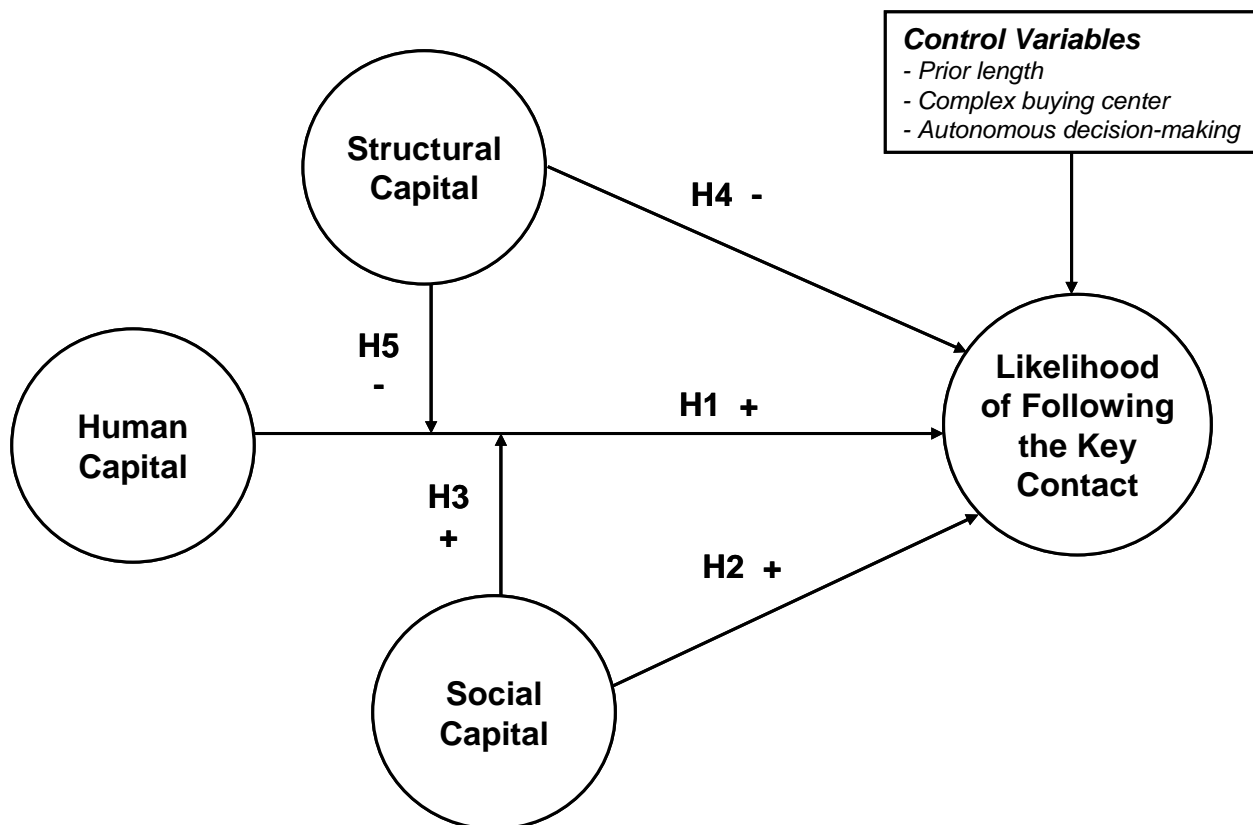 Control Variables
- Prior length
- Complex buying center
- Autonomous decision-making
Structural
Capital
H4 -
H5
-
Human
Capital
H1 +
Likelihood
of Following
the Key
Contact
H3
+
H2 +
Social
Capital